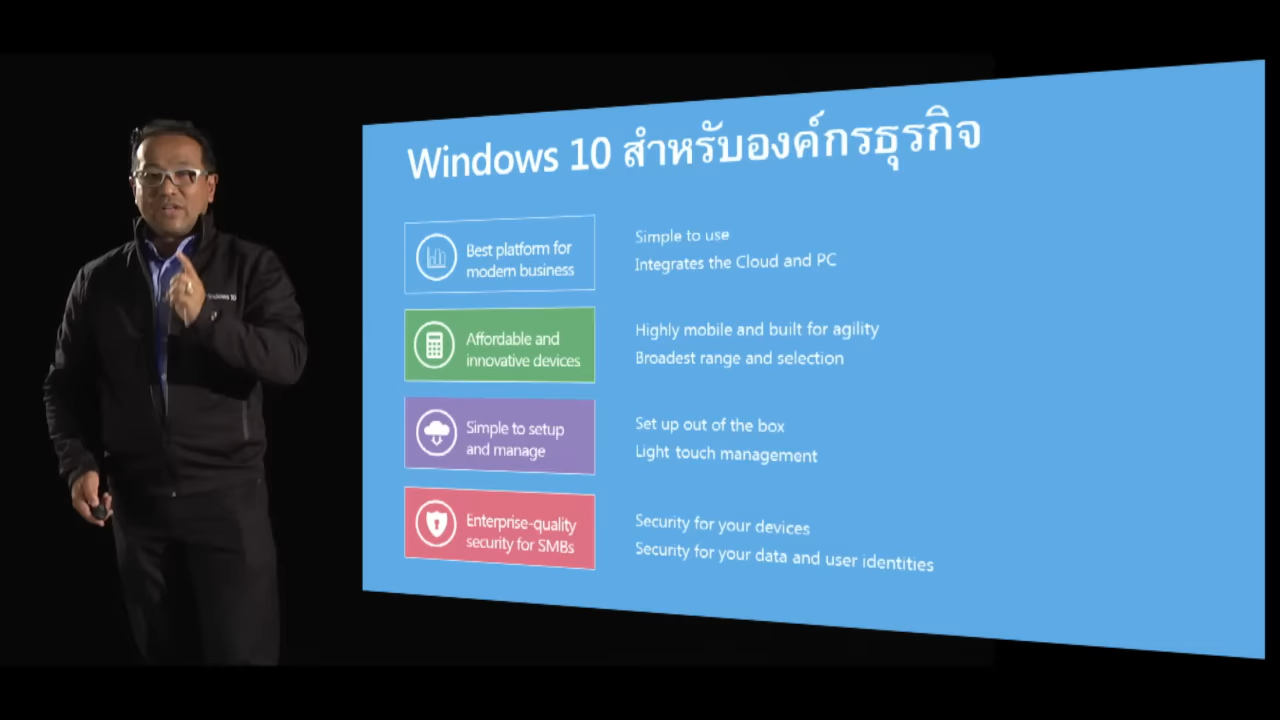 Windows 10 สำหรับองค์กรธุรกิจ
Best platform for
modern business
Simple to use
Integrates the Cloud and PC
Affordable and
innovative devices
Highly mobile and built for agility
Broadest range and selection
Simple to setup
and manage
Set up out of the box
Light touch management
Enterprise-quality
security for SMBs
Security for your devices
Security for your data and user identities
Windows 10